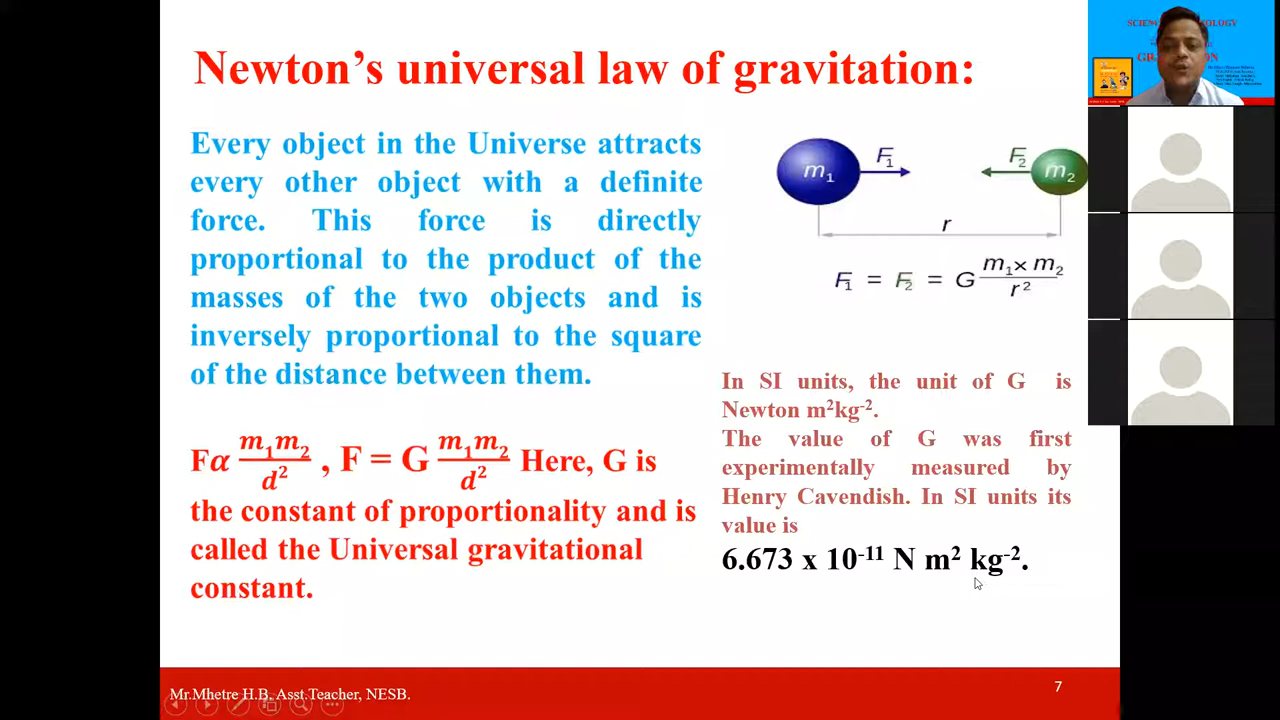 Newton’s universal law of gravitation:
Every object in the Universe attracts
every other object with a definite
force. This force is directly
proportional to the product of the
masses of the two objects and is
inversely proportional to the square
of the distance between them.
Fα m₁m₂/d² , F = G m₁m₂/d² Here, G is
the constant of proportionality and is
called the Universal gravitational
constant.
m₁ F₁ F₂ m₂
r
F₁ = F₂ = G m₁ x m₂/r²
In SI units, the unit of G is
Newton m²kg⁻².
The value of G was first
experimentally measured by
Henry Cavendish. In SI units its
value is
6.673 x 10⁻¹¹ N m² kg⁻².
Mr.Mhetre H.B. Asst.Teacher, NESB.
7